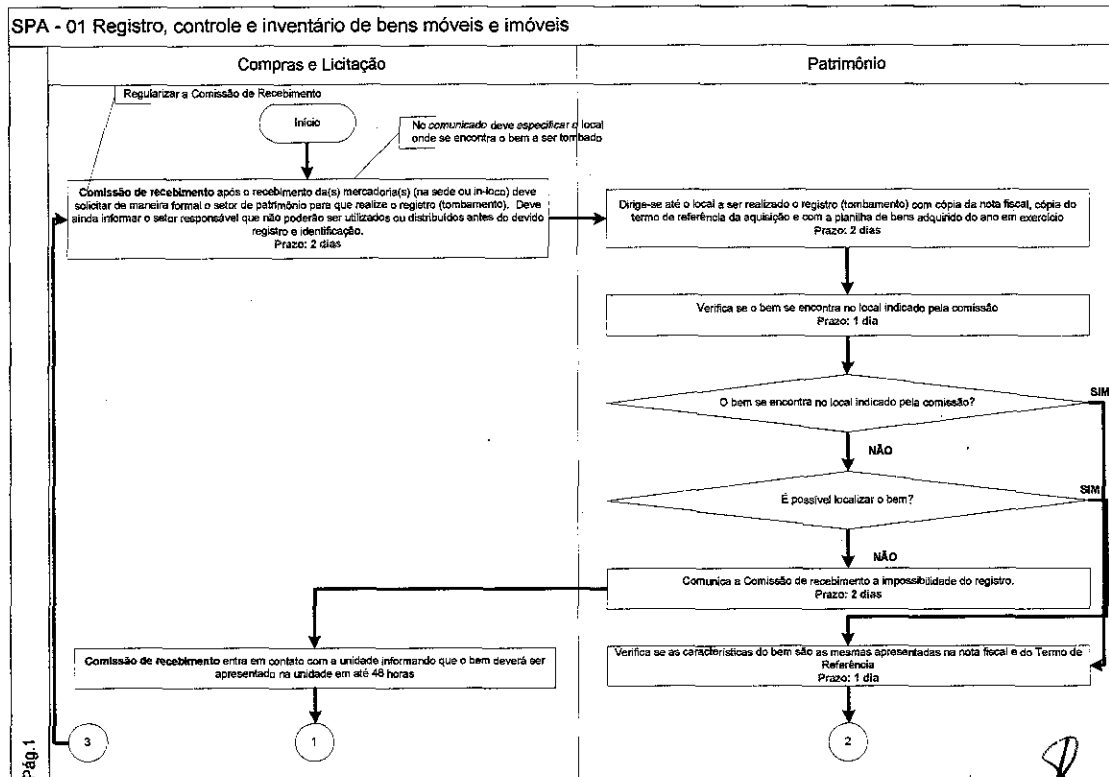 SPA - 01 Registro, controle e inventário de bens móveis e imóveis
Compras e Licitação
Patrimônio
Regularizar a Comissão de Recebimento
Início
No comunicado deve especificar o local
onde se encontra o bem a ser tombado
Comissão de recebimento após o recebimento da(s) mercadoria(s) (na sede ou in-loco) deve
solicitar de maneira formal o setor de patrimônio para que realize o registro (tombamento). Deve
ainda informar o setor responsável que não poderão ser utilizados ou distribuídos antes do devido
registro e identificação.
Prazo: 2 dias
Dirige-se até o local a ser realizado o registro (tombamento) com cópia da nota fiscal, cópia do
termo de referência da aquisição e com a planilha de bens adquirido do ano em exercício
Prazo: 2 dias
Verifica se o bem se encontra no local indicado pela comissão
Prazo: 1 dia
O bem se encontra no local indicado pela comissão?
SIM
NÃO
É possível localizar o bem?
SIM
NÃO
Comunica a Comissão de recebimento a impossibilidade do registro.
Prazo: 2 dias
Comissão de recebimento entra em contato com a unidade informando que o bem deverá ser
apresentado na unidade em até 48 horas
Verifica se as características do bem são as mesmas apresentadas na nota fiscal e do Termo de
Referência
Prazo: 1 dia
3
1
2
Pág.1